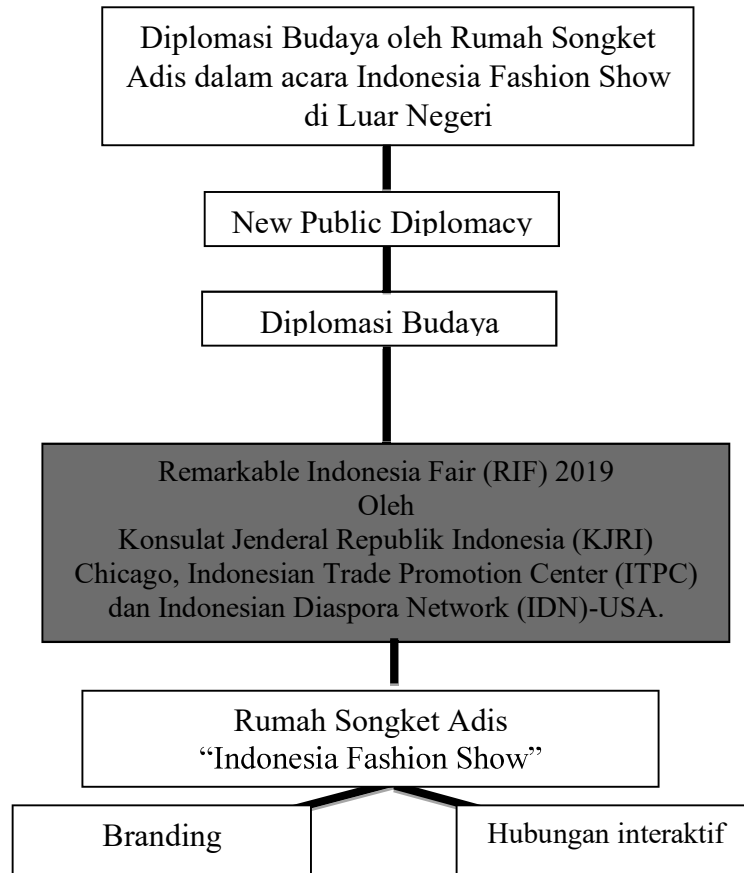 Diplomasi Budaya oleh Rumah Songket
Adis dalam acara Indonesia Fashion Show
di Luar Negeri
New Public Diplomacy
Diplomasi Budaya
Remarkable Indonesia Fair (RIF) 2019
Oleh
Konsulat Jenderal Republik Indonesia (KJRI)
Chicago, Indonesian Trade Promotion Center (ITPC)
dan Indonesian Diaspora Network (IDN)-USA.
Rumah Songket Adis
“Indonesia Fashion Show”
Branding
Hubungan interaktif